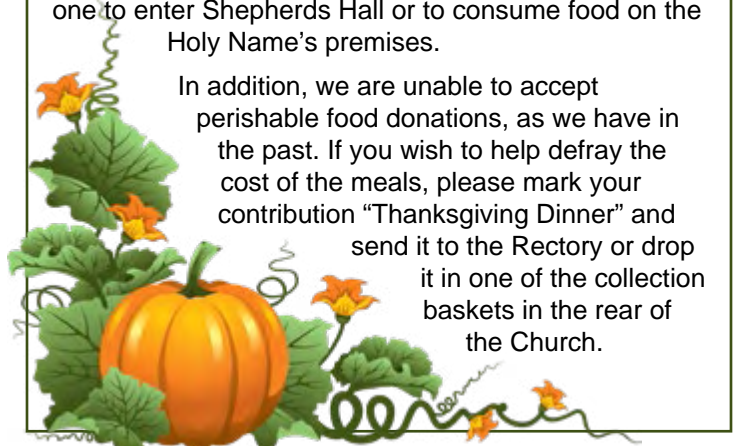 one to enter Shepherds Hall or to consume food on the
Holy Name’s premises.
In addition, we are unable to accept
perishable food donations, as we have in
the past. If you wish to help defray the
cost of the meals, please mark your
contribution “Thanksgiving Dinner” and
send it to the Rectory or drop
it in one of the collection
baskets in the rear of
the Church.